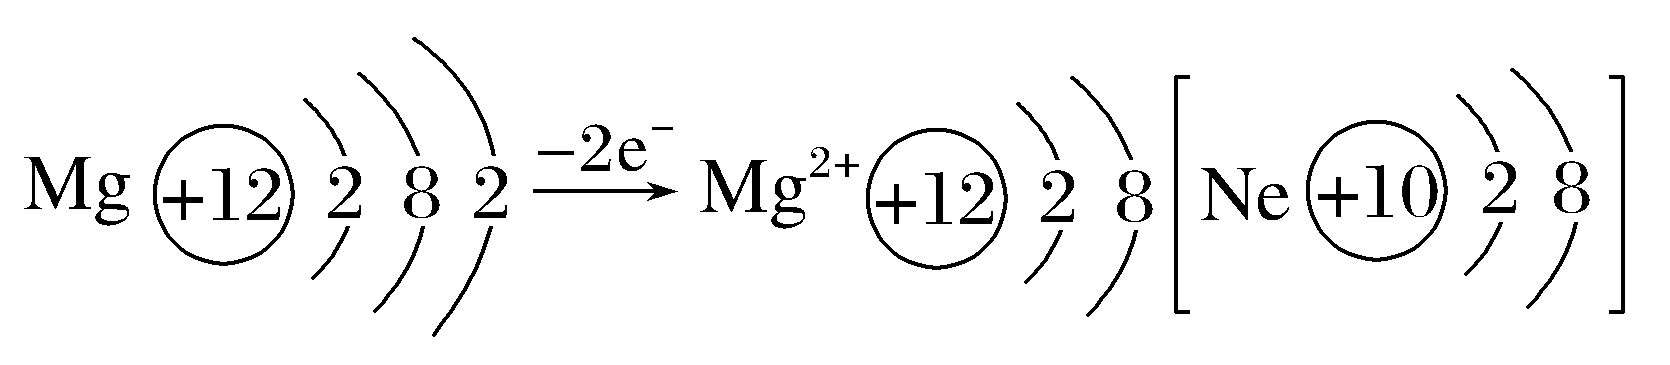 Mg +12 2 8 2 −2e⁻ Mg²⁺ +12 2 8 [Ne +10 2 8]